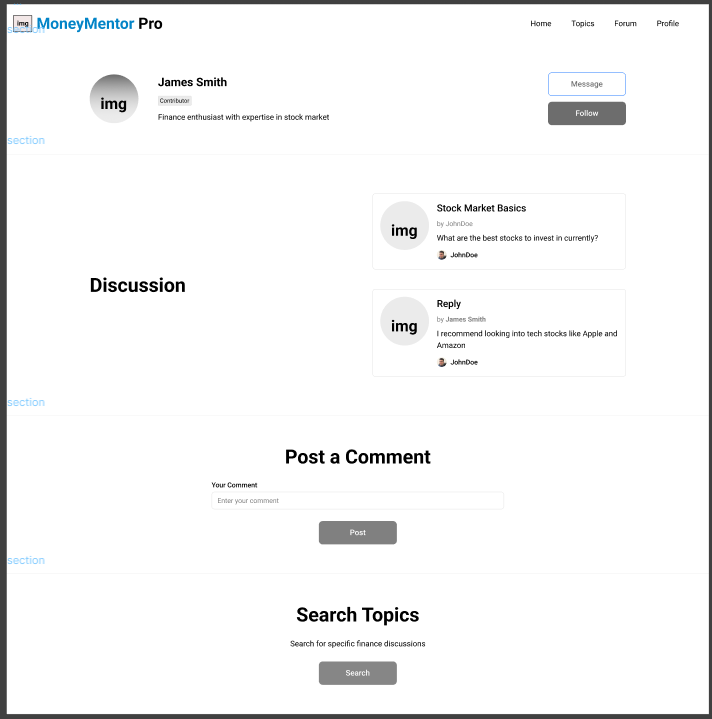 section
img MoneyMentor Pro
Home Topics Forum Profile
img
James Smith
Contributor
Finance enthusiast with expertise in stock market
Message
Follow
section
Discussion
img
Stock Market Basics
by JohnDoe
What are the best stocks to invest in currently?
JohnDoe
img
Reply
by James Smith
I recommend looking into tech stocks like Apple and
Amazon
JohnDoe
section
Post a Comment
Your Comment
Enter your comment
Post
section
Search Topics
Search for specific finance discussions
Search